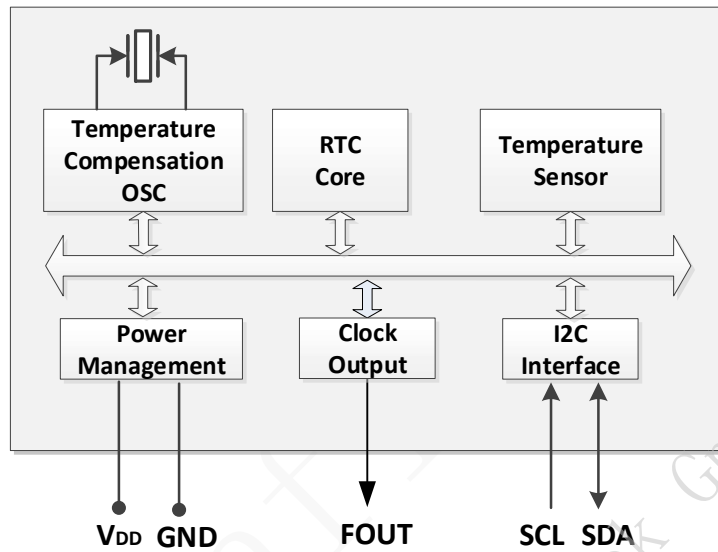 Temperature
Compensation
OSC
RTC
Core
Temperature
Sensor
Power
Management
Clock
Output
I2C
Interface
VDD GND FOUT SCL SDA